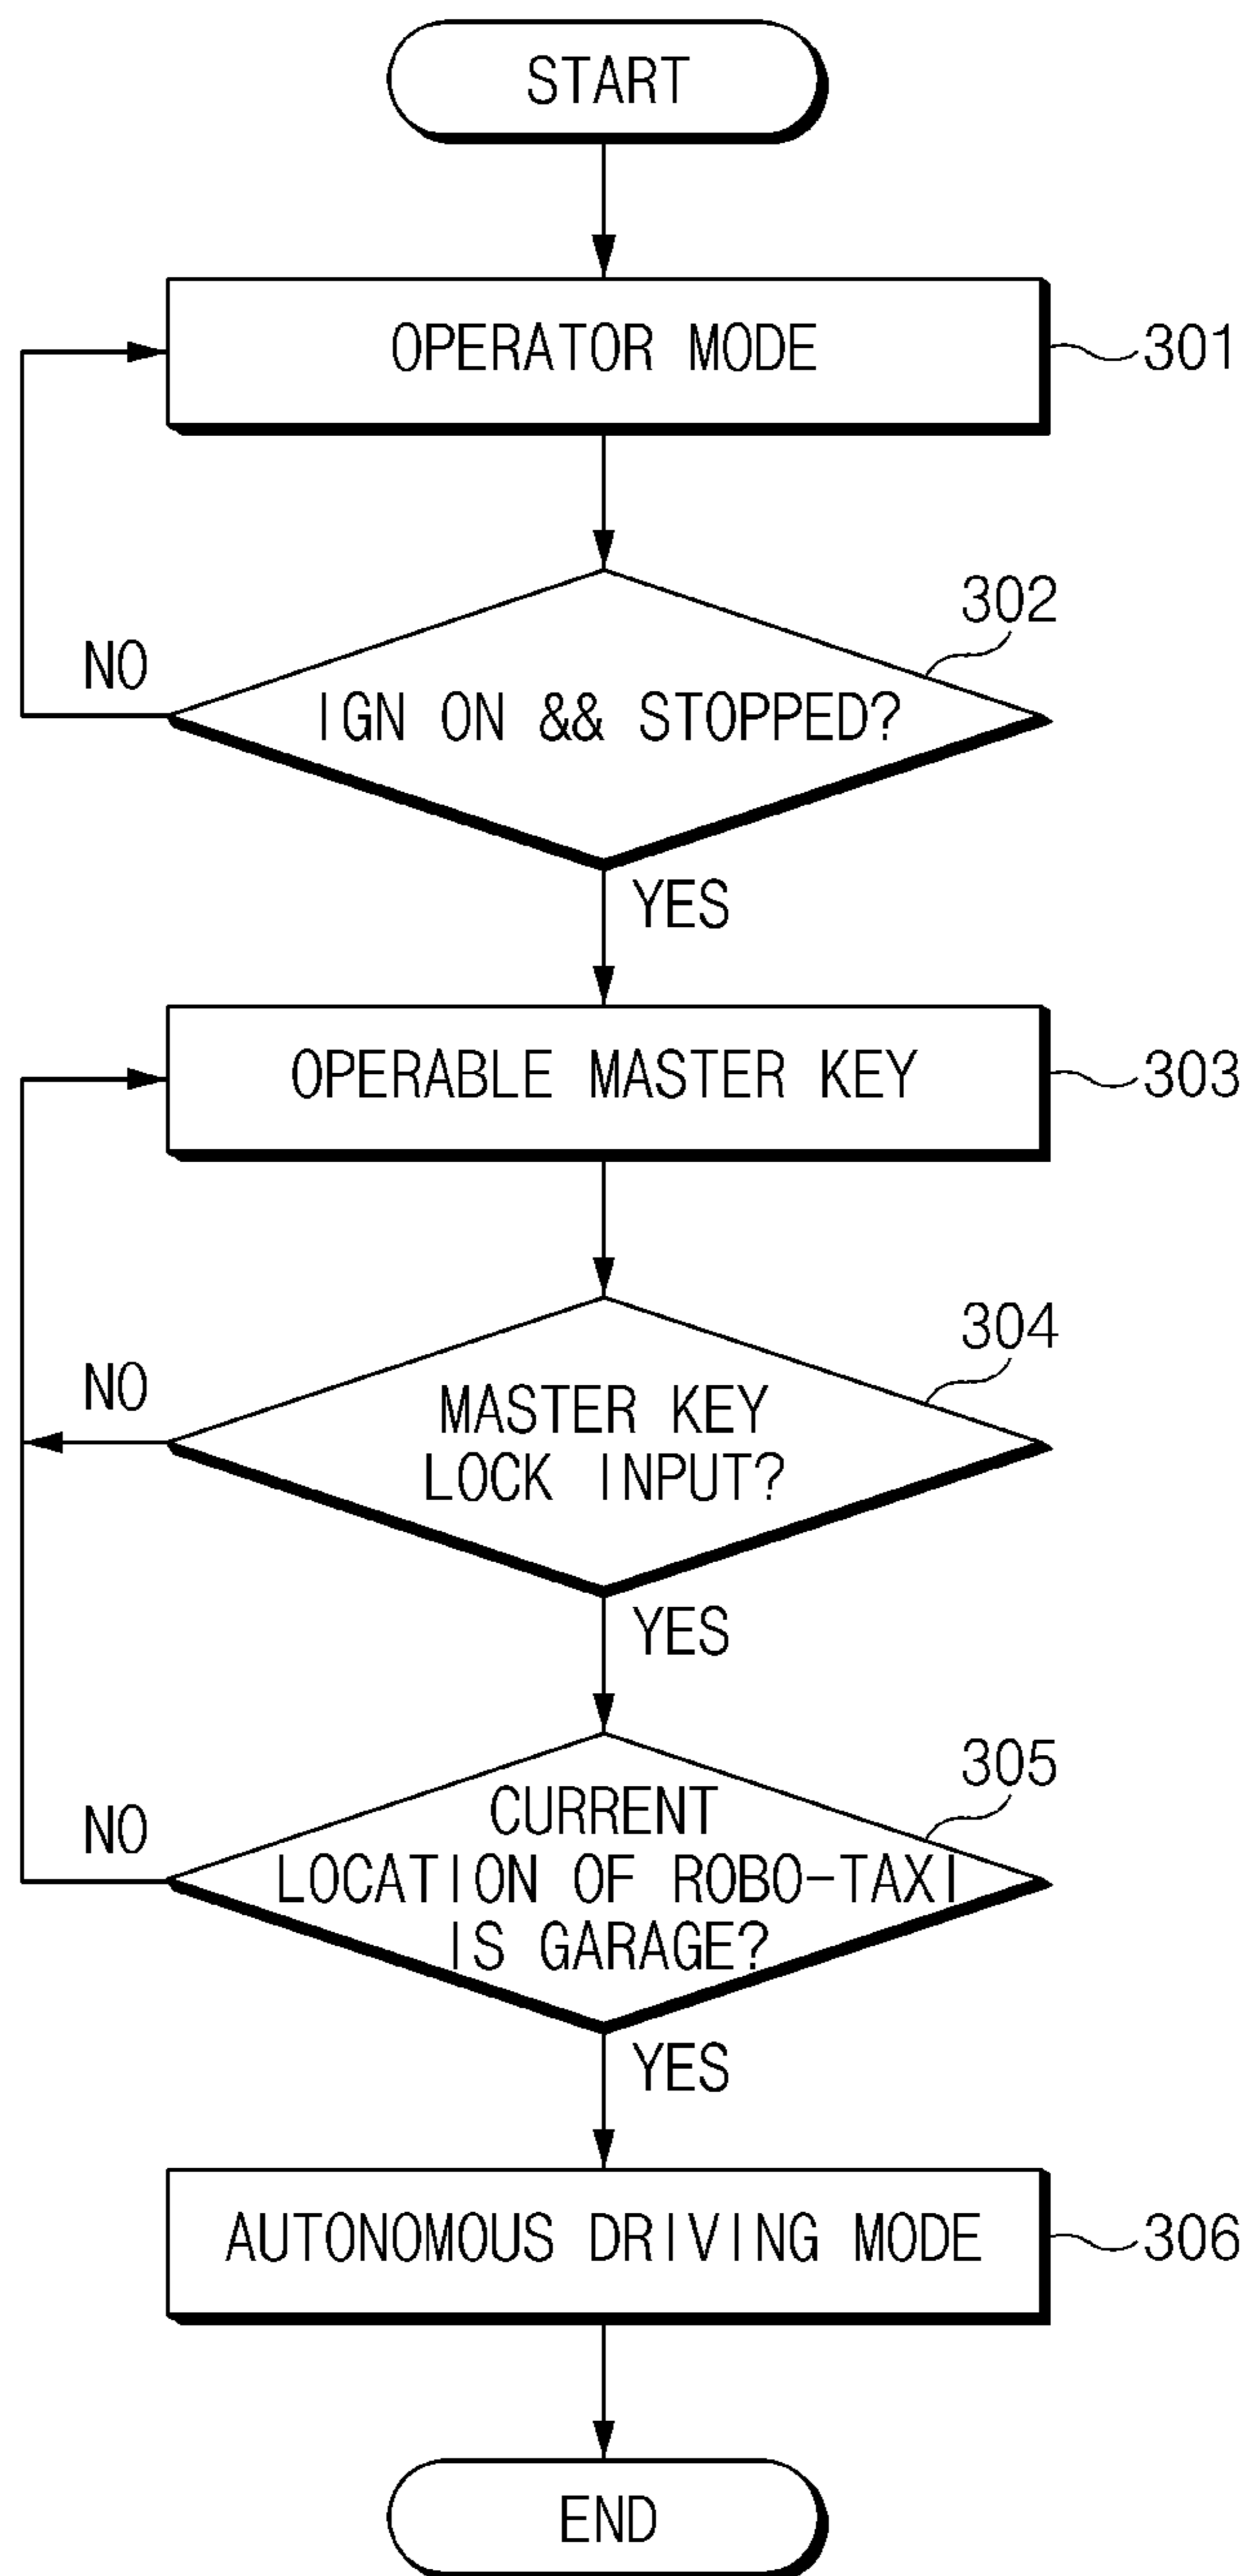 START
OPERATOR MODE
301
302
NO
IGN ON && STOPPED?
YES
OPERABLE MASTER KEY
303
304
NO
MASTER KEY
LOCK INPUT?
YES
305
NO
CURRENT
LOCATION OF ROBO-TAXI
IS GARAGE?
YES
AUTONOMOUS DRIVING MODE
306
END